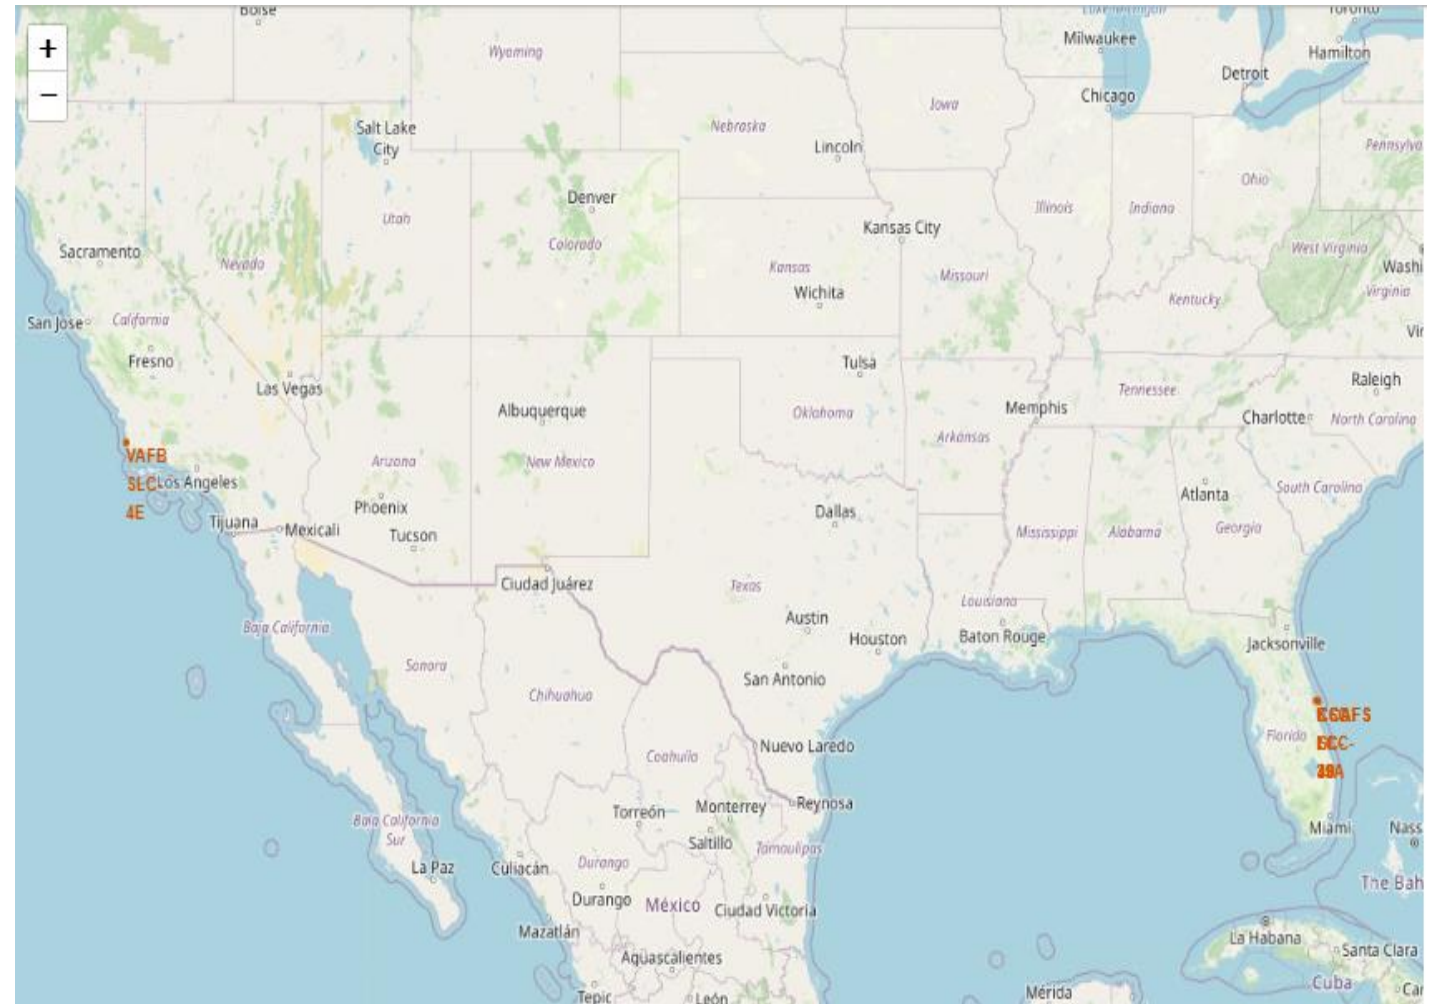 Boise
Toronto
+
Milwaukee
Hamilton
Wyoming
Detroit
−
Chicago
Iowa
Salt Lake
City
Nebraska
Lincoln
Pennsylva
Ohio
Denver
Utah
Illinois
Indiana
Kansas City
Colorado
West Virginia
Sacramento
Nevada
Kansas
Missouri
Washi
Wichita
Kentucky
Virginia
San Jose
California
Vir
Fresno
Tulsa
Las Vegas
Tennessee
Raleigh
Albuquerque
Oklahoma
Memphis
Charlotte
North Carolina
Arkansas
VAFB
Arizona
New Mexico
SLC
Los Angeles
4E
South Carolina
Phoenix
Atlanta
Dallas
Tijuana
Mexicali
Tucson
Mississippi
Alabama
Georgia
Ciudad Juárez
Texas
Louisiana
Baja California
Austin
Houston
Baton Rouge
Jacksonville
Sonora
San Antonio
Chihuahua
Florida
Nuevo Laredo
Coahuila
Torreón
Monterrey
Reynosa
Baja California
Sur
Saltillo
Tamaulipas
Miami
Nass
La Paz
Culiacán
Durango
The Bah
Durango
México
Ciudad Victoria
Mazatlán
La Habana
Santa Clara
Aguascalientes
Cuba
Tepic
León
Mérida
Car